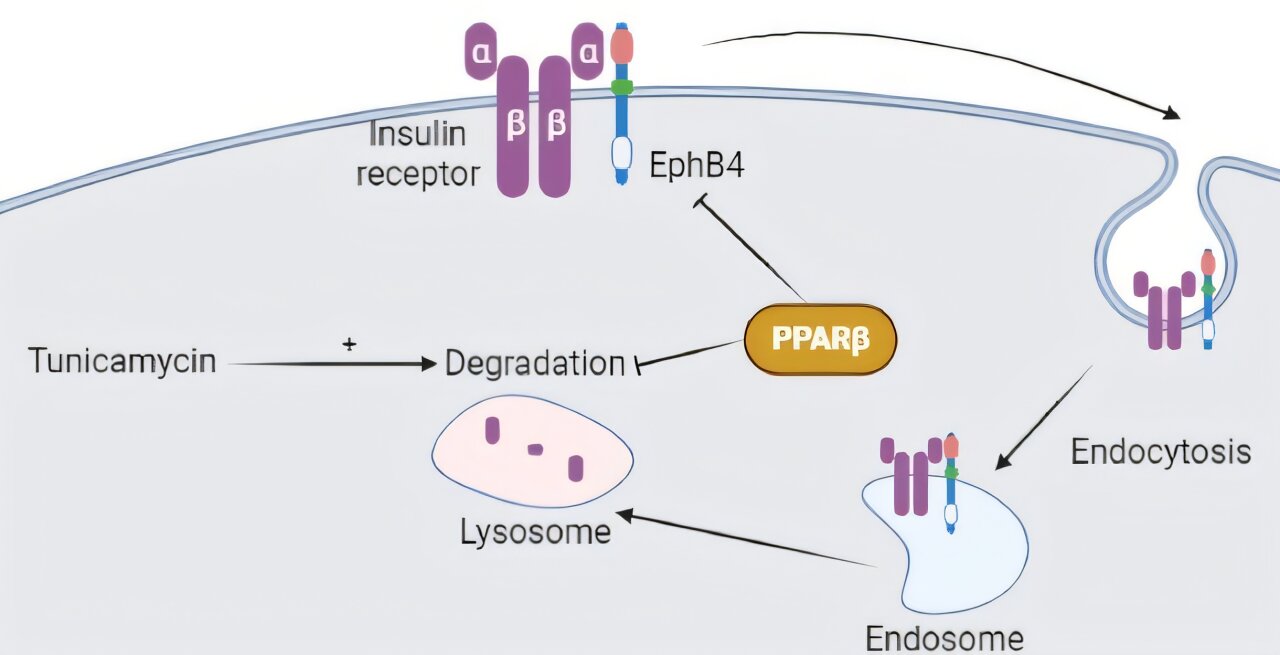 α α
β β
Insulin
receptor
EphB4
PPARβ
+
Tunicamycin
Degradation
Endocytosis
Lysosome
Endosome